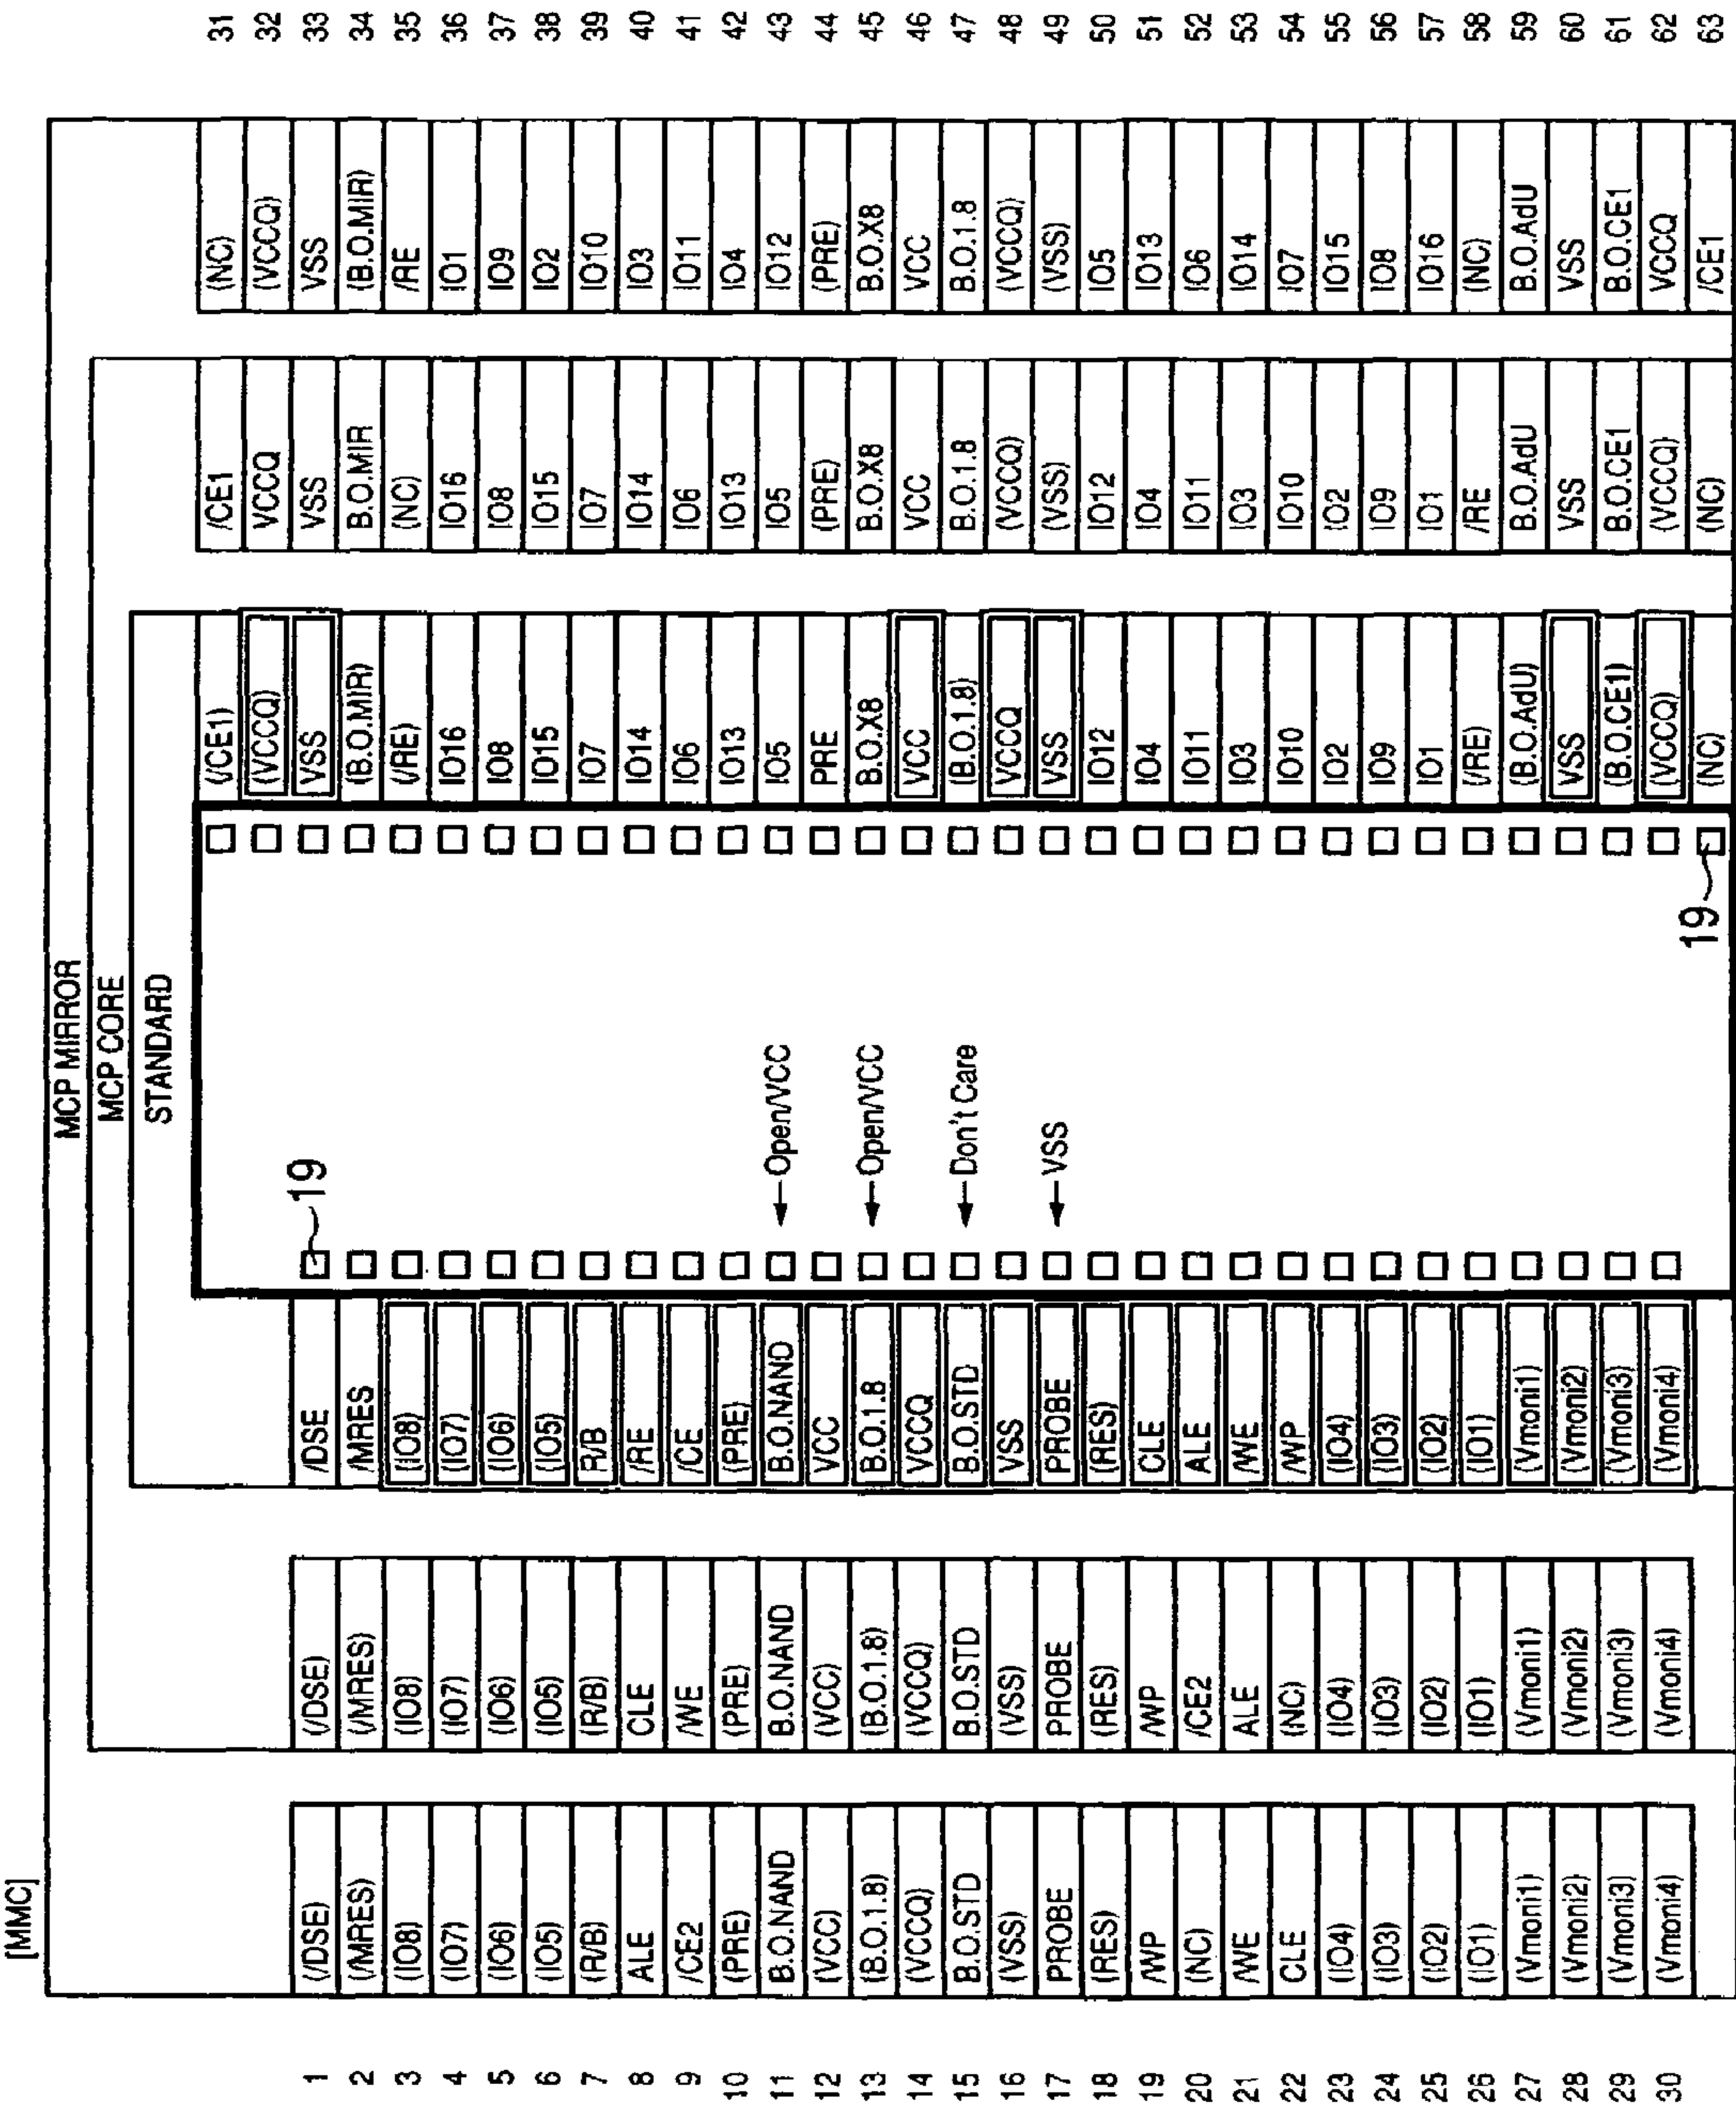 [MMC]
MCP MIRROR
MCP CORE
STANDARD
(/CE1) /CE1 (NC) 31
(VCCQ) VCCQ (VCCQ) 32
1 (/DSE) (/DSE) /DSE 19 VSS VSS VSS 33
2 (/MRES) (/MRES) /MRES (B.O.MIR) B.O.MIR (B.O.MIR) 34
3 (IO8) (IO8) (IO8) (/RE) (NC) /RE 35
4 (IO7) (IO7) (IO7) IO16 IO16 IO1 36
5 (IO6) (IO6) (IO6) IO8 IO8 IO9 37
6 (IO5) (IO5) (IO5) IO15 IO15 IO2 38
7 (R/B) (R/B) R/B IO7 IO7 IO10 39
8 ALE CLE /RE IO14 IO14 IO3 40
9 /CE2 /WE /CE IO6 IO6 IO11 41
10 (PRE) (PRE) (PRE) IO13 IO13 IO4 42
11 B.O.NAND B.O.NAND B.O.NAND Open/VCC IO5 IO5 IO12 43
12 (VCC) (VCC) VCC PRE (PRE) (PRE) 44
13 (B.O.1.8) (B.O.1.8) B.O.1.8 Open/VCC B.O.X8 B.O.X8 B.O.X8 45
14 (VCCQ) (VCCQ) VCCQ VCC VCC VCC 46
15 B.O.STD B.O.STD B.O.STD Don't Care (B.O.1.8) B.O.1.8 B.O.1.8 47
16 (VSS) (VSS) VSS VCCQ (VCCQ) (VCCQ) 48
17 PROBE PROBE PROBE VSS VSS (VSS) (VSS) 49
18 (RES) (RES) (RES) IO12 IO12 IO5 50
19 /WP /WP CLE IO4 IO4 IO13 51
20 (NC) /CE2 ALE IO11 IO11 IO6 52
21 /WE ALE /WE IO3 IO3 IO14 53
22 CLE (NC) /WP IO10 IO10 IO7 54
23 (IO4) (IO4) (IO4) IO2 IO2 IO15 55
24 (IO3) (IO3) (IO3) IO9 IO9 IO8 56
25 (IO2) (IO2) (IO2) IO1 IO1 IO16 57
26 (IO1) (IO1) (IO1) (/RE) /RE (NC) 58
27 (Vmoni1) (Vmoni1) (Vmoni1) (B.O.AdU) B.O.AdU B.O.AdU 59
28 (Vmoni2) (Vmoni2) (Vmoni2) VSS VSS VSS 60
29 (Vmoni3) (Vmoni3) (Vmoni3) (B.O.CE1) B.O.CE1 B.O.CE1 61
30 (Vmoni4) (Vmoni4) (Vmoni4) (VCCQ) (VCCQ) VCCQ 62
19 (NC) (NC) /CE1 63